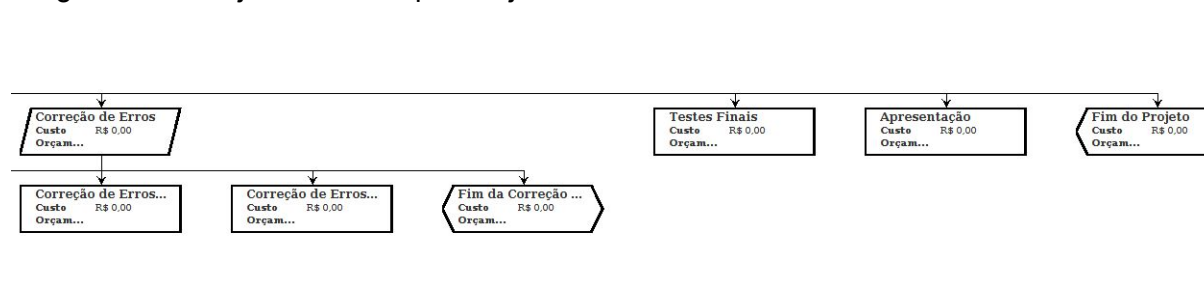 Correção de Erros
Custo R$ 0,00
Orçam...
Testes Finais
Custo R$ 0,00
Orçam...
Apresentação
Custo R$ 0,00
Orçam...
Fim do Projeto
Custo R$ 0,00
Orçam...
Correção de Erros...
Custo R$ 0,00
Orçam...
Correção de Erros...
Custo R$ 0,00
Orçam...
Fim da Correção ...
Custo R$ 0,00
Orçam...